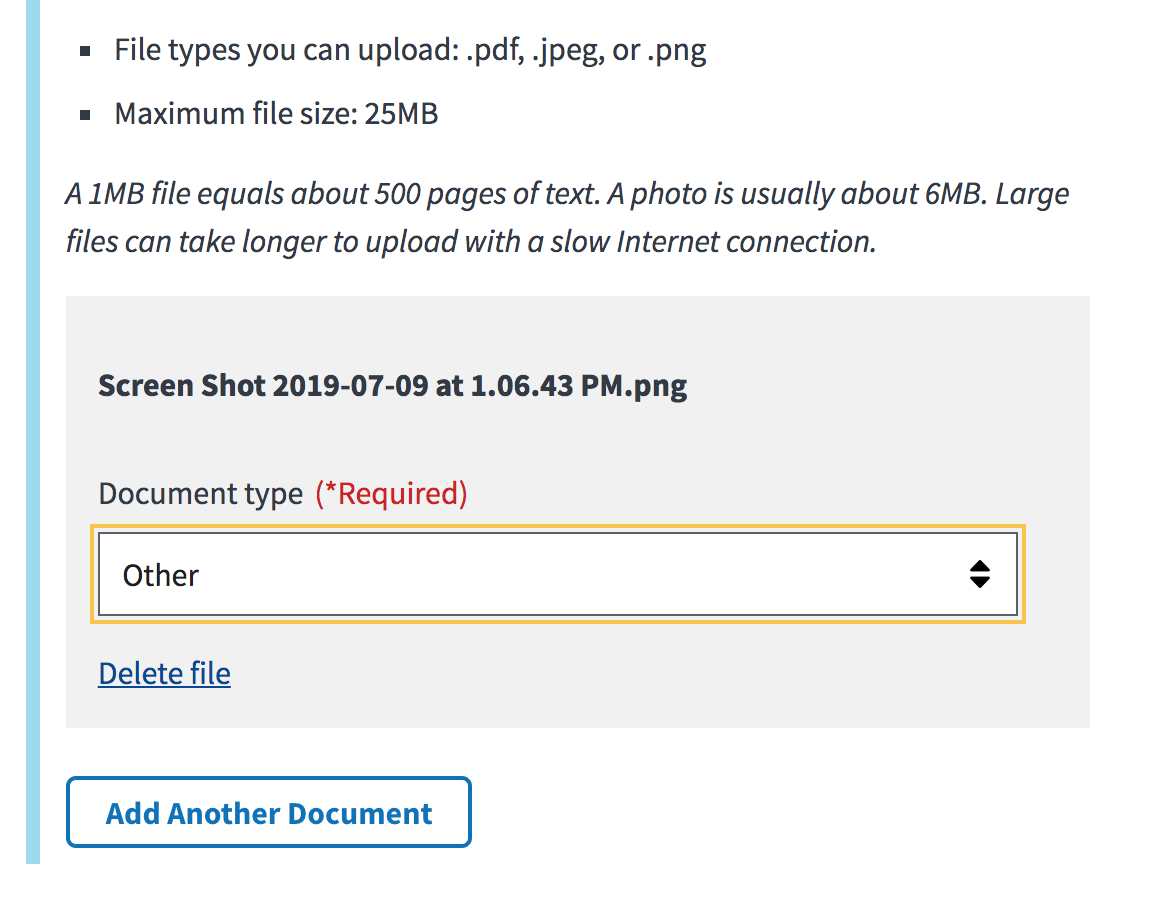 File types you can upload: .pdf, .jpeg, or .png
Maximum file size: 25MB
A 1MB file equals about 500 pages of text. A photo is usually about 6MB. Large
files can take longer to upload with a slow Internet connection.
Screen Shot 2019-07-09 at 1.06.43 PM.png
Document type (*Required)
Other
Delete file
Add Another Document